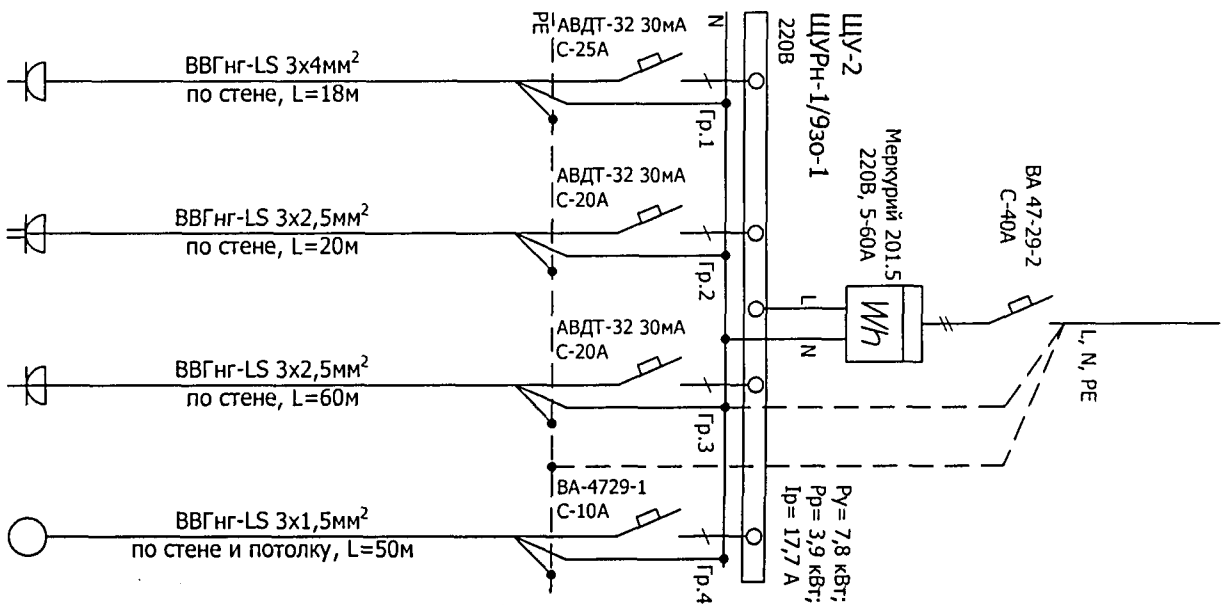 ЩУ-2
ЩУРн-1/9зо-1
220В
N
PE
АВДТ-32 30мА
С-25А
ВВГнг-LS 3х4мм²
по стене, L=18м
Гр.1
АВДТ-32 30мА
С-20А
ВВГнг-LS 3х2,5мм²
по стене, L=20м
Гр.2
АВДТ-32 30мА
С-20А
ВВГнг-LS 3х2,5мм²
по стене, L=60м
Гр.3
ВА-4729-1
С-10А
ВВГнг-LS 3х1,5мм²
по стене и потолку, L=50м
Гр.4
Меркурий 201.5
220В, 5-60А
Wh
L
N
ВА 47-29-2
С-40А
L, N, PE
Ру= 7,8 кВт;
Рр= 3,9 кВт;
Iр= 17,7 А